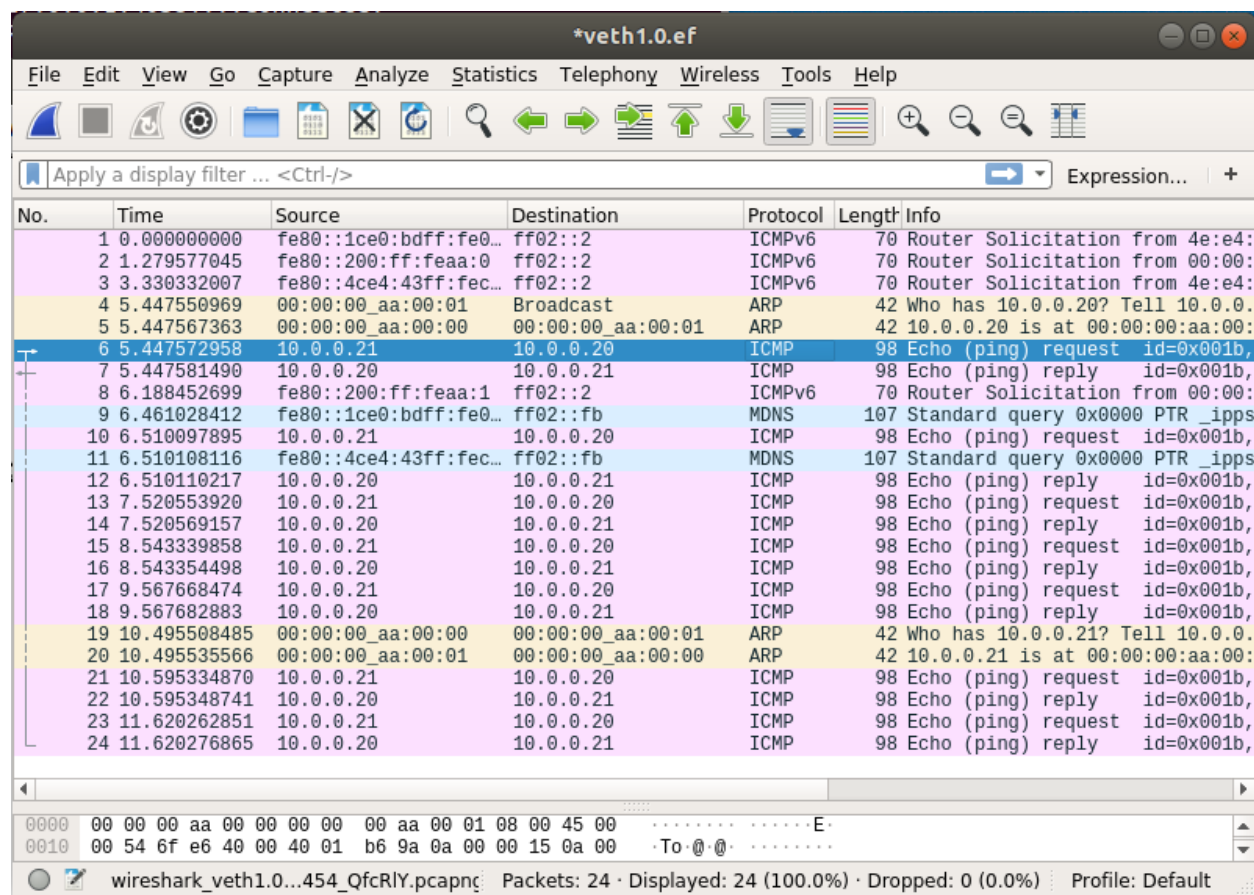 *veth1.0.ef
File Edit View Go Capture Analyze Statistics Telephony Wireless Tools Help
Apply a display filter ... <Ctrl-/> Expression... +
No. Time Source Destination Protocol Length Info
1 0.000000000 fe80::1ce0:bdff:fe0… ff02::2 ICMPv6 70 Router Solicitation from 4e:e4:
2 1.279577045 fe80::200:ff:feaa:0 ff02::2 ICMPv6 70 Router Solicitation from 00:00:
3 3.330332007 fe80::4ce4:43ff:fec… ff02::2 ICMPv6 70 Router Solicitation from 4e:e4:
4 5.447550969 00:00:00_aa:00:01 Broadcast ARP 42 Who has 10.0.0.20? Tell 10.0.0.
5 5.447567363 00:00:00_aa:00:00 00:00:00_aa:00:01 ARP 42 10.0.0.20 is at 00:00:00:aa:00:
6 5.447572958 10.0.0.21 10.0.0.20 ICMP 98 Echo (ping) request id=0x001b,
7 5.447581490 10.0.0.20 10.0.0.21 ICMP 98 Echo (ping) reply id=0x001b,
8 6.188452699 fe80::200:ff:feaa:1 ff02::2 ICMPv6 70 Router Solicitation from 00:00:
9 6.461028412 fe80::1ce0:bdff:fe0… ff02::fb MDNS 107 Standard query 0x0000 PTR _ipps
10 6.510097895 10.0.0.21 10.0.0.20 ICMP 98 Echo (ping) request id=0x001b,
11 6.510108116 fe80::4ce4:43ff:fec… ff02::fb MDNS 107 Standard query 0x0000 PTR _ipps
12 6.510110217 10.0.0.20 10.0.0.21 ICMP 98 Echo (ping) reply id=0x001b,
13 7.520553920 10.0.0.21 10.0.0.20 ICMP 98 Echo (ping) request id=0x001b,
14 7.520569157 10.0.0.20 10.0.0.21 ICMP 98 Echo (ping) reply id=0x001b,
15 8.543339858 10.0.0.21 10.0.0.20 ICMP 98 Echo (ping) request id=0x001b,
16 8.543354498 10.0.0.20 10.0.0.21 ICMP 98 Echo (ping) reply id=0x001b,
17 9.567668474 10.0.0.21 10.0.0.20 ICMP 98 Echo (ping) request id=0x001b,
18 9.567682883 10.0.0.20 10.0.0.21 ICMP 98 Echo (ping) reply id=0x001b,
19 10.495508485 00:00:00_aa:00:00 00:00:00_aa:00:01 ARP 42 Who has 10.0.0.21? Tell 10.0.0.
20 10.495535566 00:00:00_aa:00:01 00:00:00_aa:00:00 ARP 42 10.0.0.21 is at 00:00:00:aa:00:
21 10.595334870 10.0.0.21 10.0.0.20 ICMP 98 Echo (ping) request id=0x001b,
22 10.595348741 10.0.0.20 10.0.0.21 ICMP 98 Echo (ping) reply id=0x001b,
23 11.620262851 10.0.0.21 10.0.0.20 ICMP 98 Echo (ping) request id=0x001b,
24 11.620276865 10.0.0.20 10.0.0.21 ICMP 98 Echo (ping) reply id=0x001b,
0000 00 00 00 aa 00 00 00 00 00 aa 00 01 08 00 45 00 ········ ······E·
0010 00 54 6f e6 40 00 40 01 b6 9a 0a 00 00 15 0a 00 ·To·@·@· ········
wireshark_veth1.0...454_QfcRlY.pcapng Packets: 24 · Displayed: 24 (100.0%) · Dropped: 0 (0.0%) Profile: Default